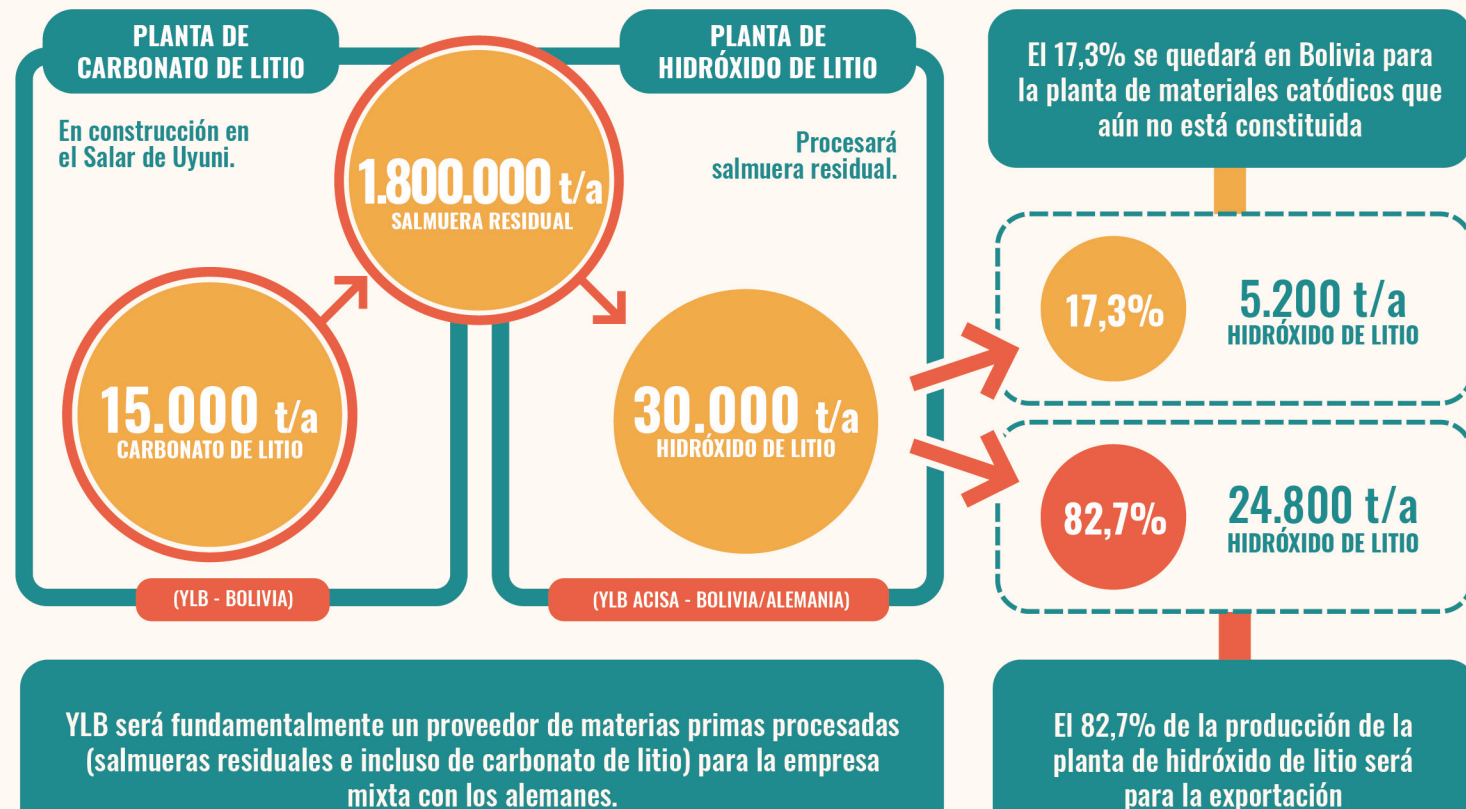 PLANTA DE
CARBONATO DE LITIO
En construcción en
el Salar de Uyuni.
1.800.000 t/a
SALMUERA RESIDUAL
PLANTA DE
HIDRÓXIDO DE LITIO
Procesará
salmuera residual.
15.000 t/a
CARBONATO DE LITIO
30.000 t/a
HIDRÓXIDO DE LITIO
(YLB - BOLIVIA)
(YLB ACISA - BOLIVIA/ALEMANIA)
El 17,3% se quedará en Bolivia para
la planta de materiales catódicos que
aún no está constituida
17,3%
5.200 t/a
HIDRÓXIDO DE LITIO
82,7%
24.800 t/a
HIDRÓXIDO DE LITIO
YLB será fundamentalmente un proveedor de materias primas procesadas
(salmueras residuales e incluso de carbonato de litio) para la empresa
mixta con los alemanes.
El 82,7% de la producción de la
planta de hidróxido de litio será
para la exportación